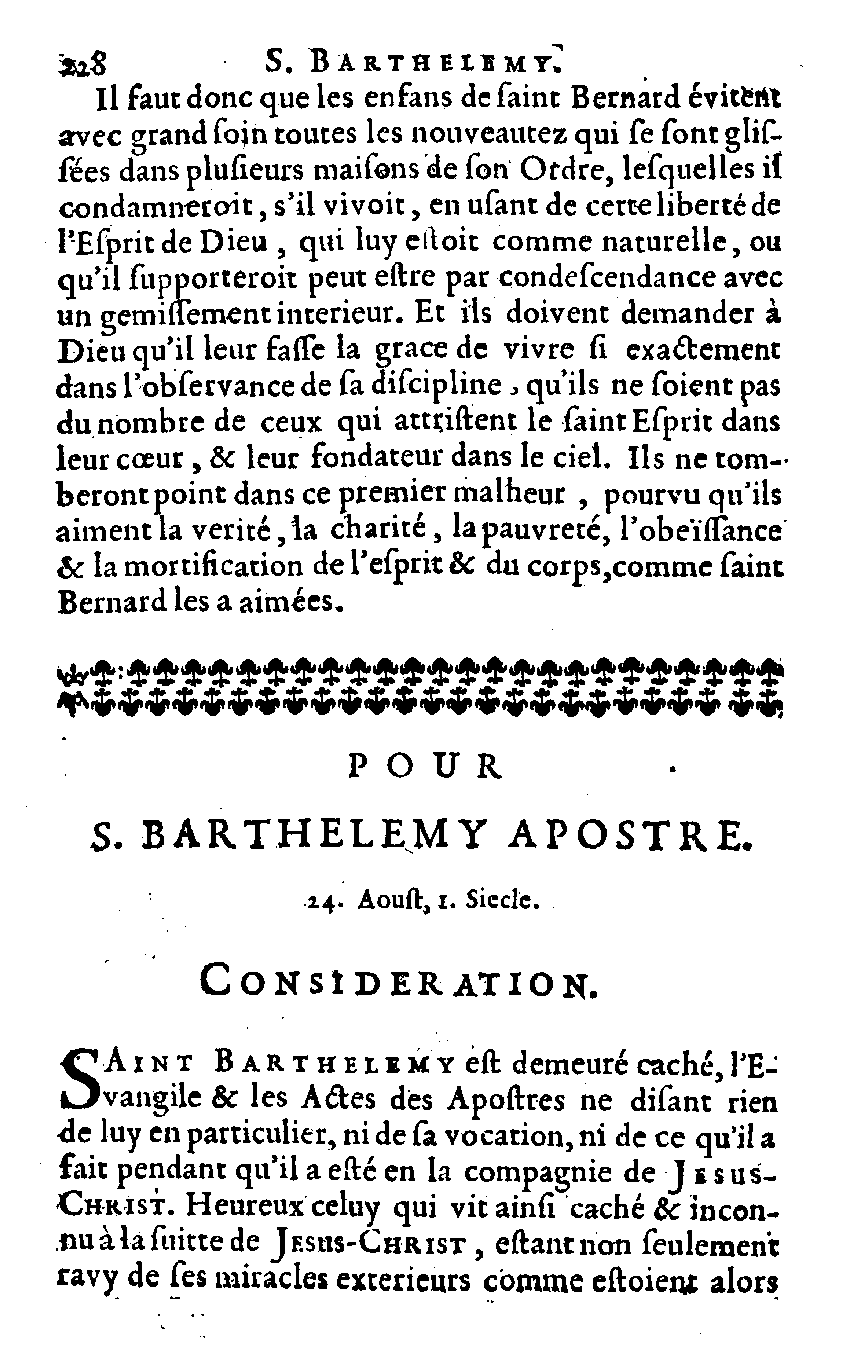 228 S. BARTHELEMY.
Il faut donc que les enfans de ſaint Bernard évitent
avec grand ſoin toutes les nouveautez qui ſe ſont gliſ-
ſées dans pluſieurs maiſons de ſon Ordre, leſquelles il
condamneroit, s'il vivoit, en uſant de cette liberté de
l'Eſprit de Dieu, qui luy eſtoit comme naturelle, ou
qu'il ſupporteroit peut eſtre par condeſcendance avec
un gemiſſement interieur. Et ils doivent demander à
Dieu qu'il leur faſſe la grace de vivre ſi exactement
dans l'obſervance de ſa diſcipline, qu'ils ne ſoient pas
du nombre de ceux qui attriſtent le ſaint Eſprit dans
leur cœur, & leur fondateur dans le ciel. Ils ne tom-
beront point dans ce premier malheur, pourvu qu'ils
aiment la verité, la charité, la pauvreté, l'obeïſſance
& la mortification de l'eſprit & du corps, comme ſaint
Bernard les a aimées.
POUR
S. BARTHELEMY APOSTRE.
24. Aouſt, 1. Siecle.
CONSIDERATION.
SAINT BARTHELEMY eſt demeuré caché, l'E-
vangile & les Actes des Apoſtres ne diſant rien
de luy en particulier, ni de ſa vocation, ni de ce qu'il a
fait pendant qu'il a eſté en la compagnie de JESUS-
CHRIST. Heureux celuy qui vit ainſi caché & incon-
nu à la ſuitte de JESUS-CHRIST, eſtant non ſeulement
ravy de ſes miracles exterieurs comme eſtoient alors